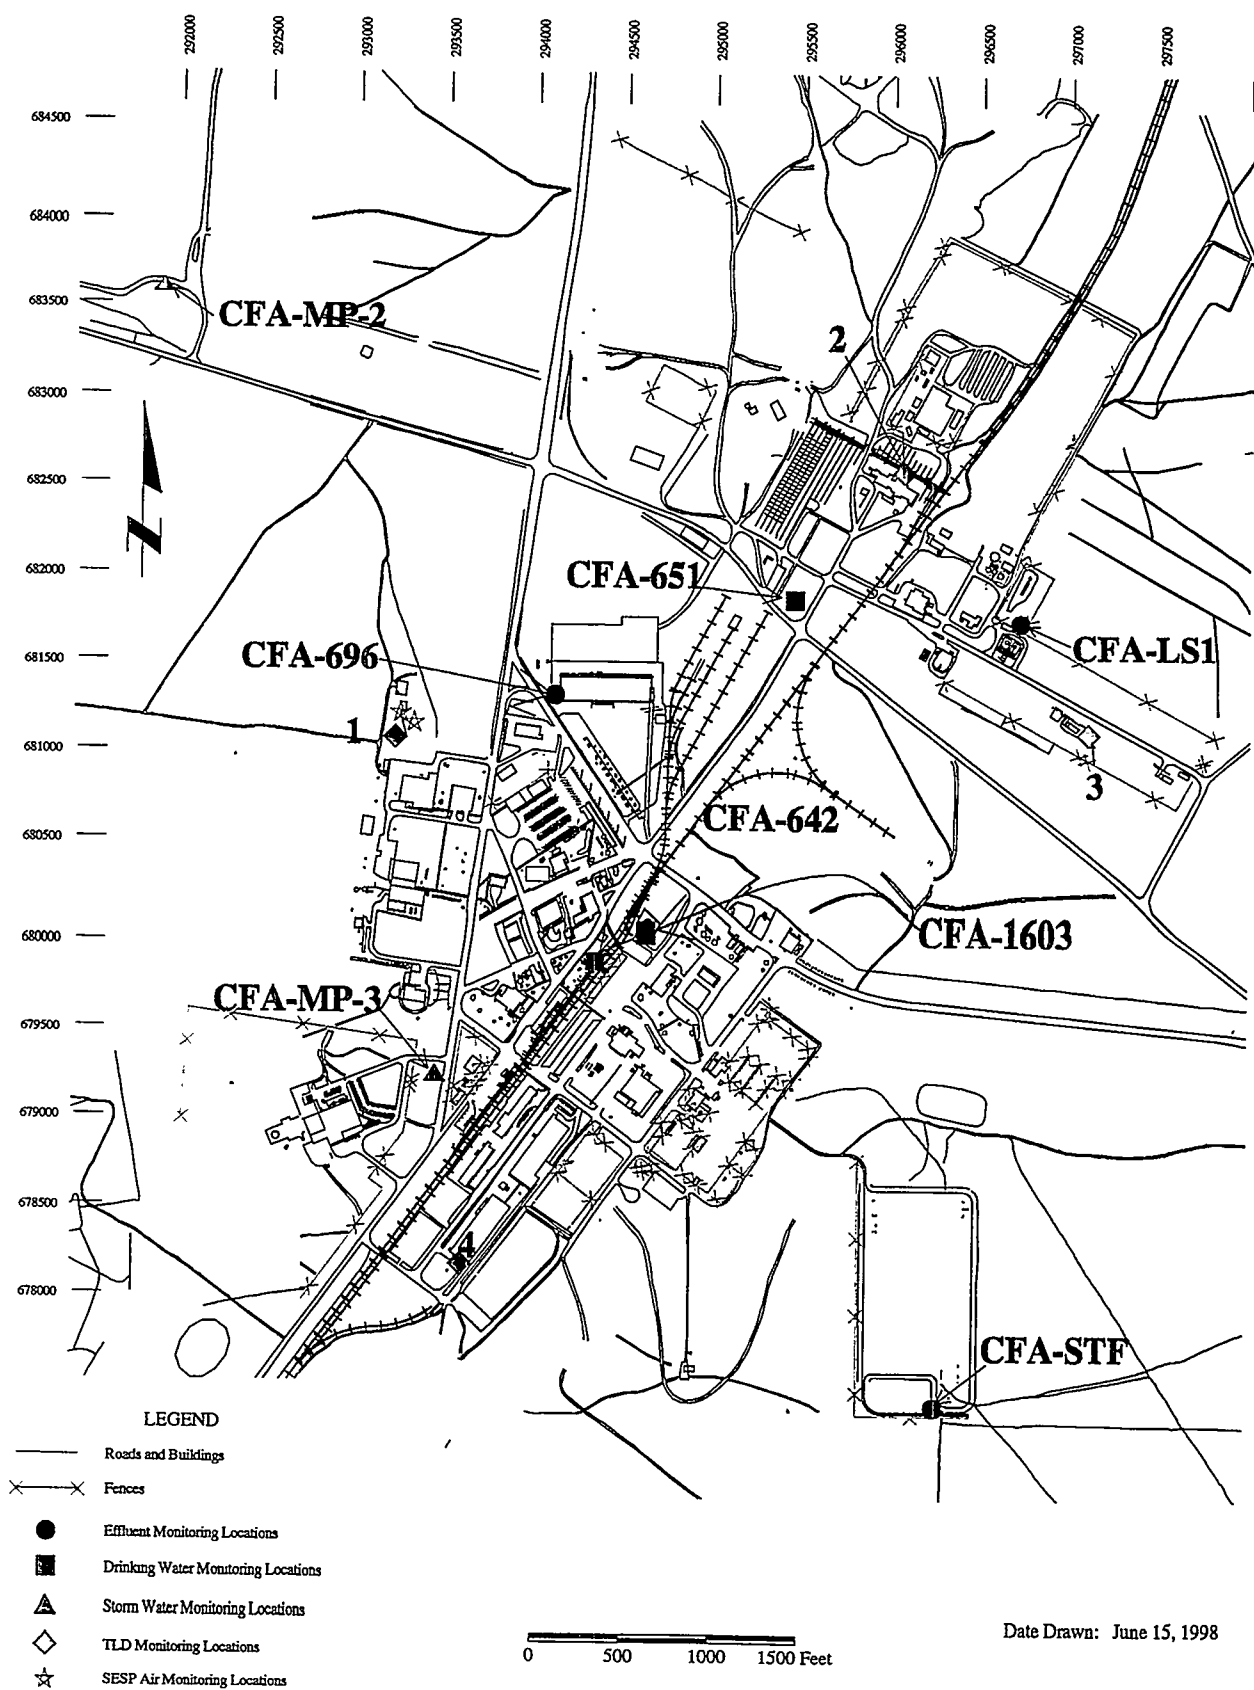 292000
292500
293000
293500
294000
294500
295000
295500
296000
296500
297000
297500
684500
684000
683500
683000
682500
682000
681500
681000
680500
680000
679500
679000
678500
678000
CFA-MP-2
2
N
CFA-651
CFA-696
CFA-LS1
1
3
CFA-642
CFA-1603
CFA-MP-3
4
CFA-STF
LEGEND
Roads and Buildings
Fences
Effluent Monitoring Locations
Drinking Water Monitoring Locations
Storm Water Monitoring Locations
TLD Monitoring Locations
SESP Air Monitoring Locations
0 500 1000 1500 Feet
Date Drawn: June 15, 1998